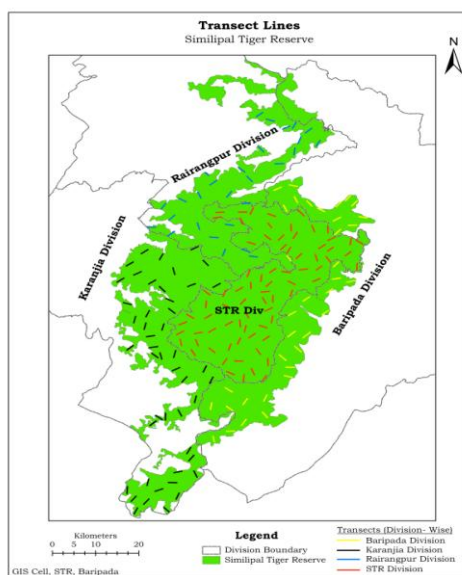 Transect Lines
Similipal Tiger Reserve
N
Rairangpur Division
Karanjia Division
STR Div
Baripada Division
Kilometers
0 5 10 20
Legend
Division Boundary
Similipal Tiger Reserve
Transects (Division- Wise)
Baripada Division
Karanjia Division
Rairangpur Division
STR Division
GIS Cell, STR, Baripada